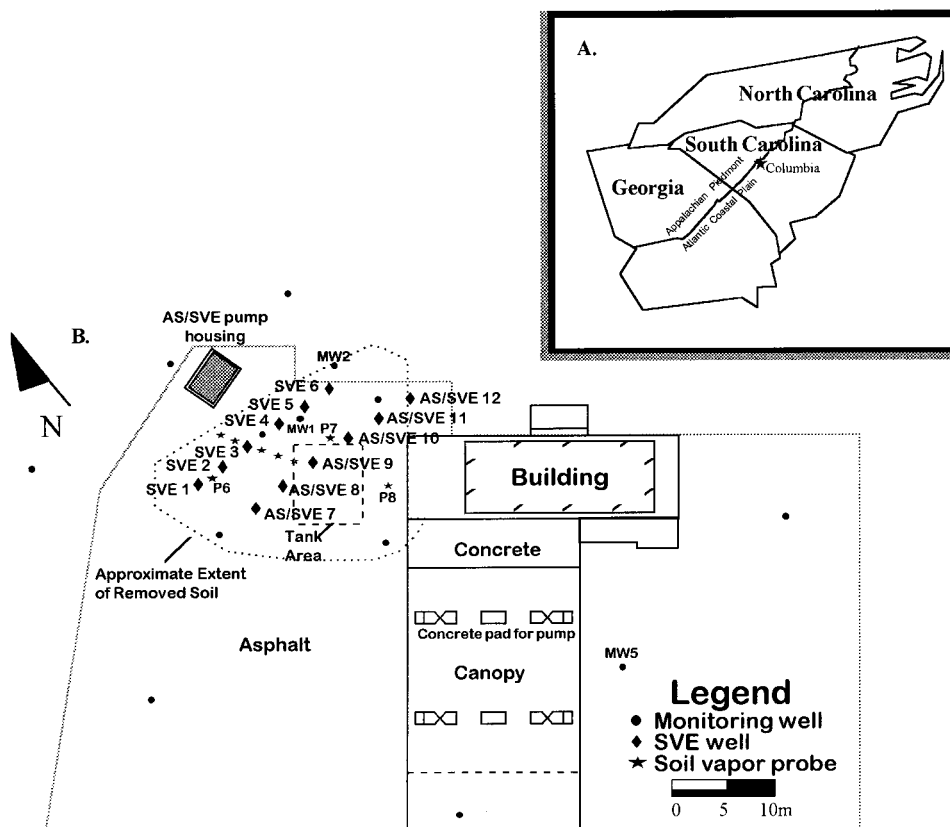 A.
North Carolina
South Carolina
Columbia
Georgia
Appalachian Piedmont
Atlantic Coastal Plain
B.
N
AS/SVE pump
housing
MW2
SVE 6
SVE 5
SVE 4
SVE 3
SVE 2
SVE 1
MW1
P7
P6
P8
AS/SVE 12
AS/SVE 11
AS/SVE 10
AS/SVE 9
AS/SVE 8
AS/SVE 7
Tank
Area
Building
Approximate Extent
of Removed Soil
Concrete
Concrete pad for pump
Asphalt
Canopy
MW5
Legend
Monitoring well
SVE well
Soil vapor probe
0 5 10m